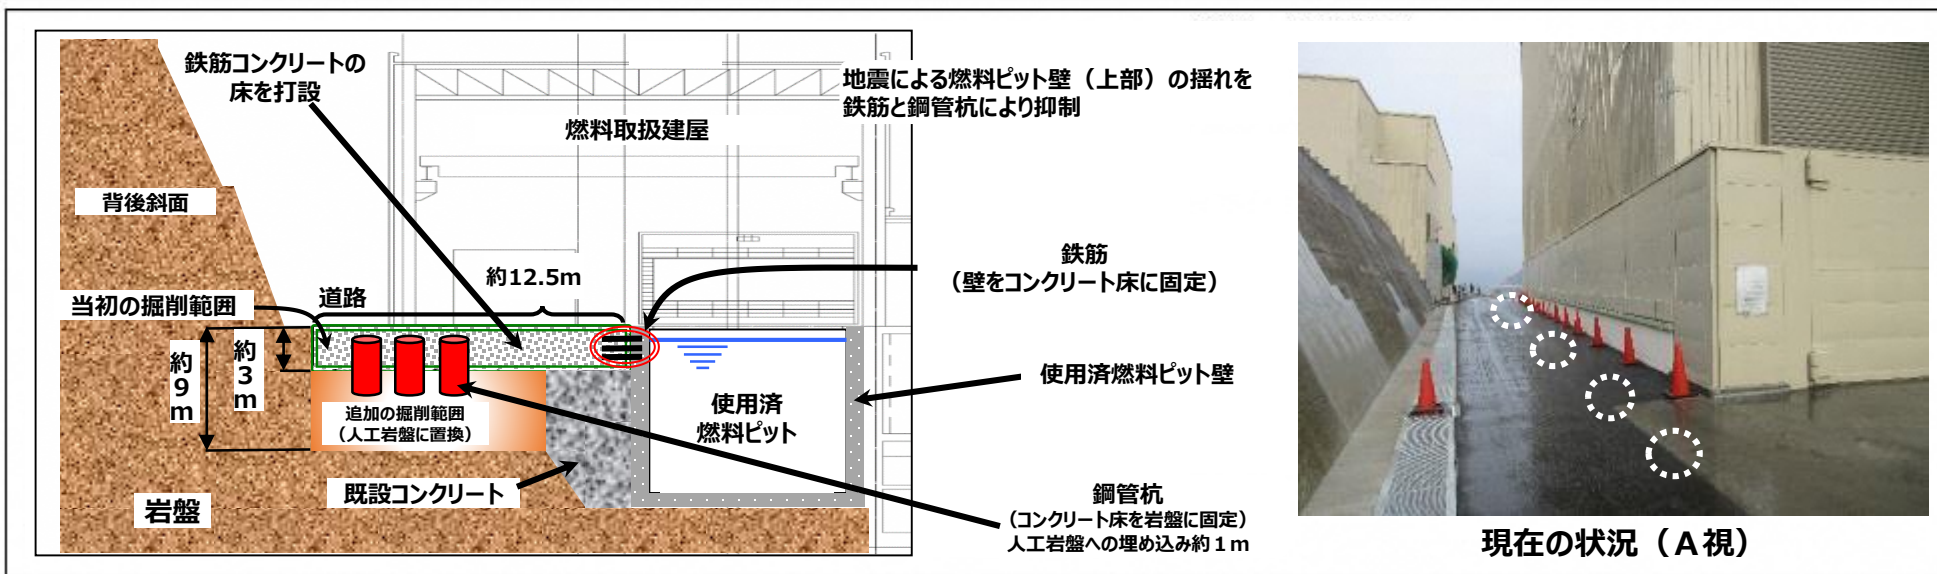 鉄筋コンクリートの
床を打設
地震による燃料ピット壁（上部）の揺れを
鉄筋と鋼管杭により抑制
燃料取扱建屋
背後斜面
鉄筋
（壁をコンクリート床に固定）
約12.5m
道路
当初の掘削範囲
約3m
約9m
使用済燃料ピット壁
使用済
燃料ピット
追加の掘削範囲
（人工岩盤に置換）
既設コンクリート
岩盤
鋼管杭
（コンクリート床を岩盤に固定）
人工岩盤への埋め込み約１ｍ
現在の状況（Ａ視）